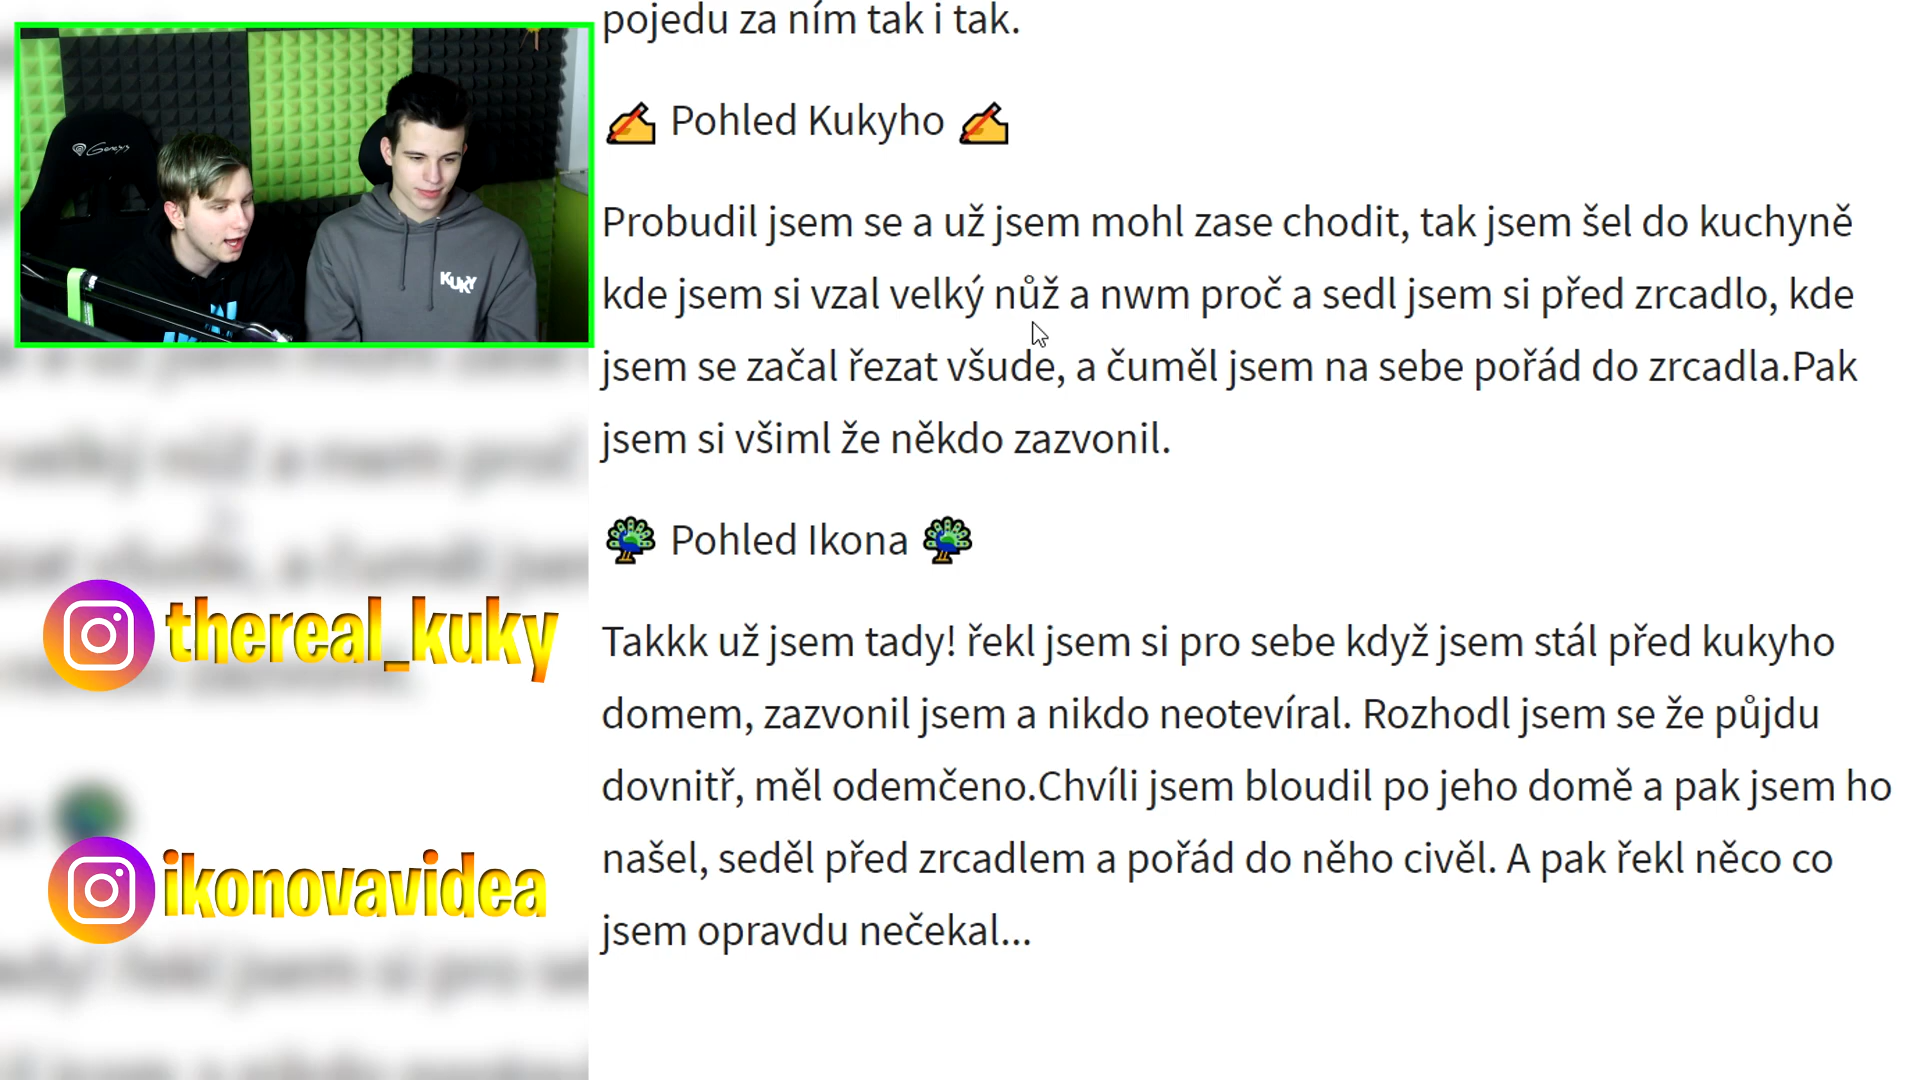 pojedu za ním tak i tak.
Pohled Kukyho
Probudil jsem se a už jsem mohl zase chodit, tak jsem šel do kuchyně
kde jsem si vzal velký nůž a nwm proč a sedl jsem si před zrcadlo, kde
jsem se začal řezat všude, a čuměl jsem na sebe pořád do zrcadla.Pak
jsem si všiml že někdo zazvonil.
Pohled Ikona
Takkk už jsem tady! řekl jsem si pro sebe když jsem stál před kukyho
domem, zazvonil jsem a nikdo neotevíral. Rozhodl jsem se že půjdu
dovnitř, měl odemčeno.Chvíli jsem bloudil po jeho domě a pak jsem ho
našel, seděl před zrcadlem a pořád do něho civěl. A pak řekl něco co
jsem opravdu nečekal...
Genesis
KUKY
thereal_kuky
ikonovavidea